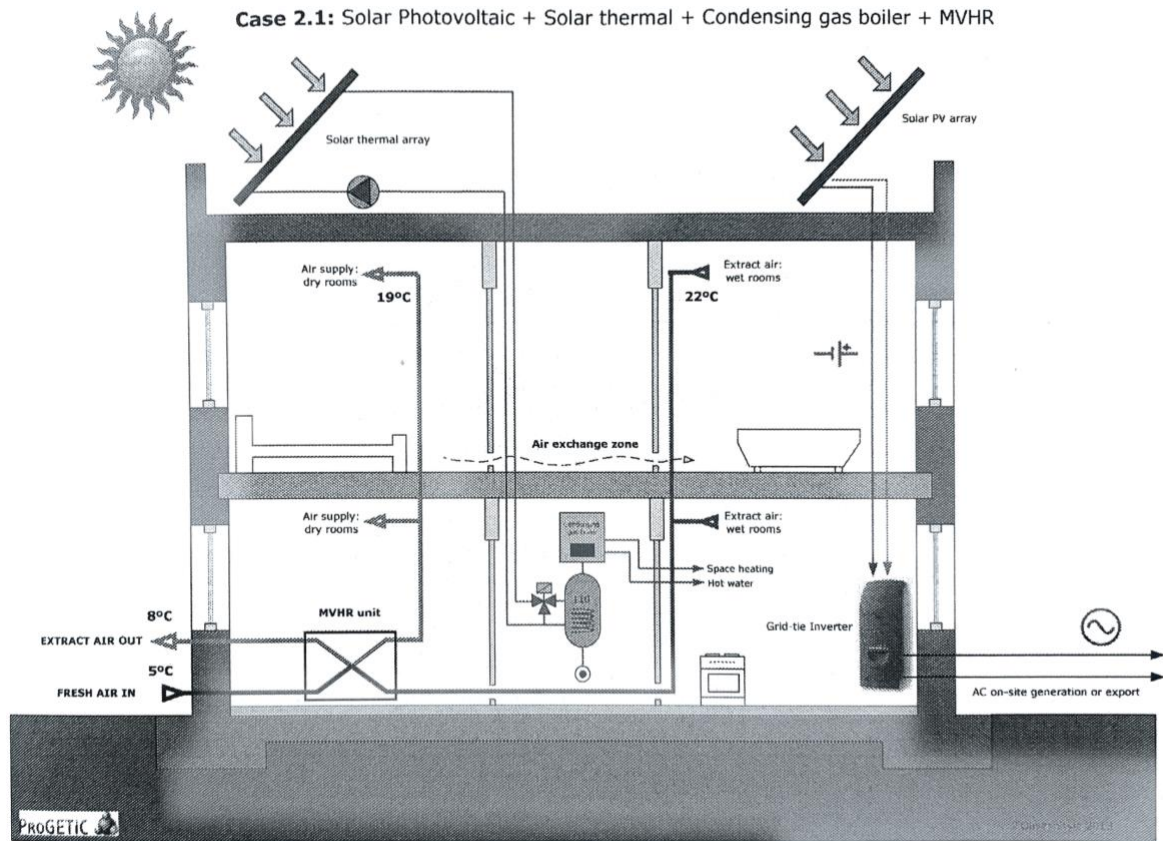 Case 2.1: Solar Photovoltaic + Solar thermal + Condensing gas boiler + MVHR
Solar thermal array
Solar PV array
Air supply:
dry rooms
19ºC
Extract air:
wet rooms
22ºC
Air exchange zone
Air supply:
dry rooms
Extract air:
wet rooms
gas boiler
Space heating
Hot water
8ºC
MVHR unit
EXTRACT AIR OUT
5ºC
FRESH AIR IN
Grid-tie Inverter
AC on-site generation or export
PROGETIC